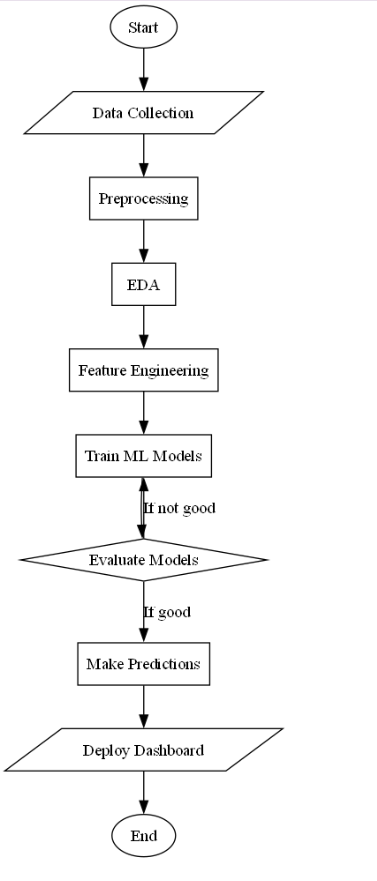 Start
Data Collection
Preprocessing
EDA
Feature Engineering
Train ML Models
If not good
Evaluate Models
If good
Make Predictions
Deploy Dashboard
End